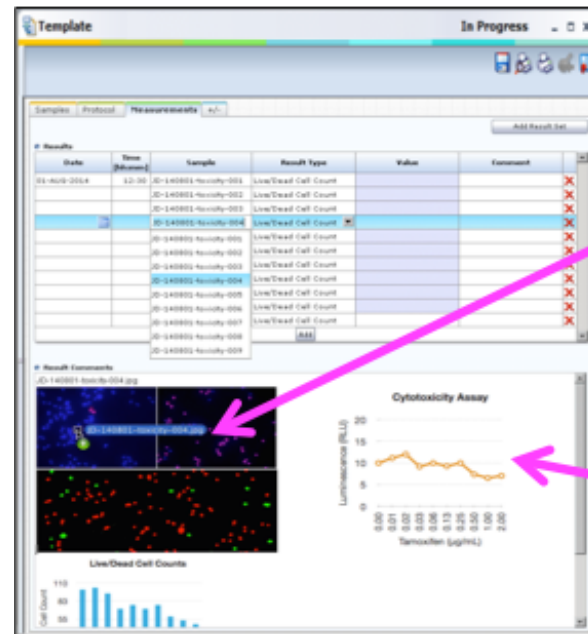 Template In Progress
Samples Protocol Measurements +/-
Add Result Set
Results
Date Time [hh:mm] Sample Result Type Value Comment
01-AUG-2014 12:00 JD-140801-toxicity-001 Live/Dead Cell Count
JD-140801-toxicity-002 Live/Dead Cell Count
JD-140801-toxicity-003 Live/Dead Cell Count
JD-140801-toxicity-004 Live/Dead Cell Count
JD-140801-toxicity-001 Live/Dead Cell Count
JD-140801-toxicity-002 Live/Dead Cell Count
JD-140801-toxicity-003 Live/Dead Cell Count
JD-140801-toxicity-004 Live/Dead Cell Count
JD-140801-toxicity-005 Live/Dead Cell Count
JD-140801-toxicity-006 Live/Dead Cell Count
JD-140801-toxicity-007 Live/Dead Cell Count
JD-140801-toxicity-008 Add
JD-140801-toxicity-009
Result Comments
JD-140801-toxicity-004.jpg
JD-140801-toxicity-004.jpg
Cytotoxicity Assay
Luminescence (RLU)
20
15
10
5
0
0.00 0.01 0.02 0.03 0.06 0.13 0.25 0.50 1.00 2.00
Tamoxifen (µg/mL)
Live/Dead Cell Counts
Cell Count
110